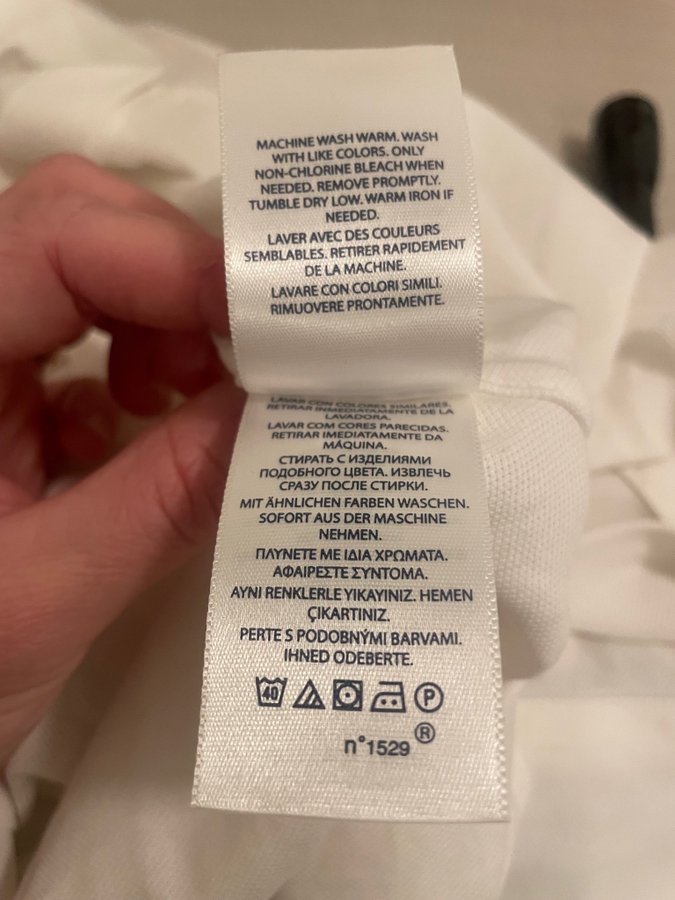 MACHINE WASH WARM. WASH
WITH LIKE COLORS. ONLY
NON-CHLORINE BLEACH WHEN
NEEDED. REMOVE PROMPTLY.
TUMBLE DRY LOW. WARM IRON IF
NEEDED.
LAVER AVEC DES COULEURS
SEMBLABLES. RETIRER RAPIDEMENT
DE LA MACHINE.
LAVARE CON COLORI SIMILI.
RIMUOVERE PRONTAMENTE.
LAVAR CON COLORES SIMILARES.
RETIRAR INMEDIATAMENTE DE LA
LAVADORA.
LAVAR COM CORES PARECIDAS.
RETIRAR IMEDIATAMENTE DA
MÁQUINA.
СТИРАТЬ С ИЗДЕЛИЯМИ
ПОДОБНОГО ЦВЕТА. ИЗВЛЕЧЬ
СРАЗУ ПОСЛЕ СТИРКИ.
MIT ÄHNLICHEN FARBEN WASCHEN.
SOFORT AUS DER MASCHINE
NEHMEN.
ΠΛΥΝΕΤΕ ΜΕ ΙΔΙΑ ΧΡΩΜΑΤΑ.
ΑΦΑΙΡΕΣΤΕ ΣΥΝΤΟΜΑ.
AYNI RENKLERLE YIKAYINIZ. HEMEN
ÇIKARTINIZ.
PERTE S PODOBNÝMI BARVAMI.
IHNED ODEBERTE.
40 P
n°1529 ®